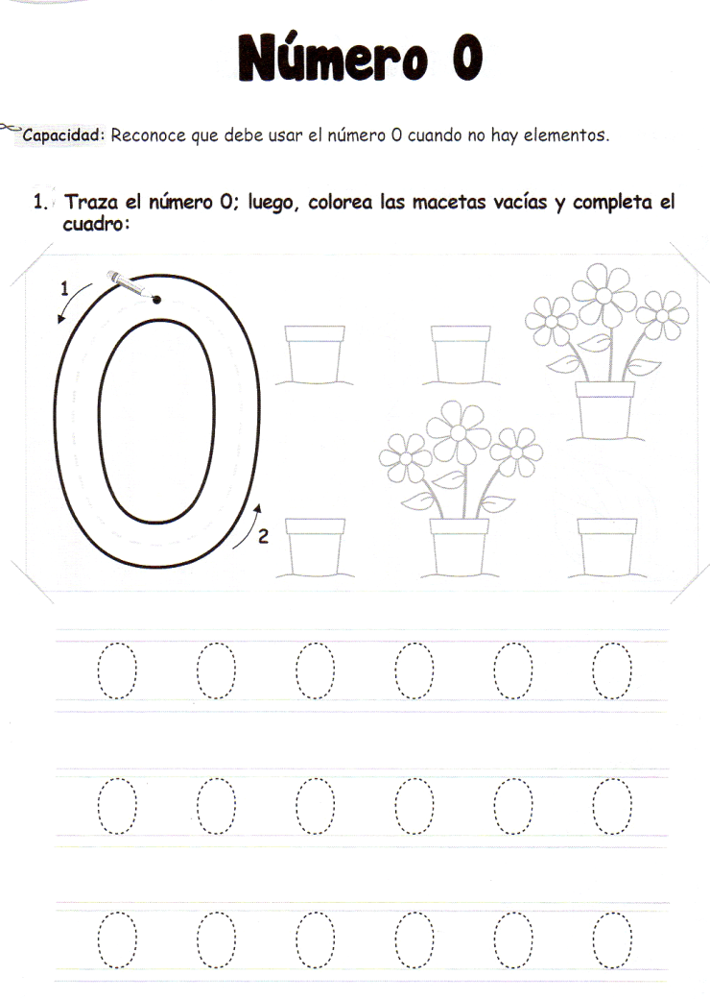 Número 0
Capacidad: Reconoce que debe usar el número 0 cuando no hay elementos.
1. Traza el número 0; luego, colorea las macetas vacías y completa el
cuadro:
1
0
2
0 0 0 0 0 0
0 0 0 0 0 0
0 0 0 0 0 0